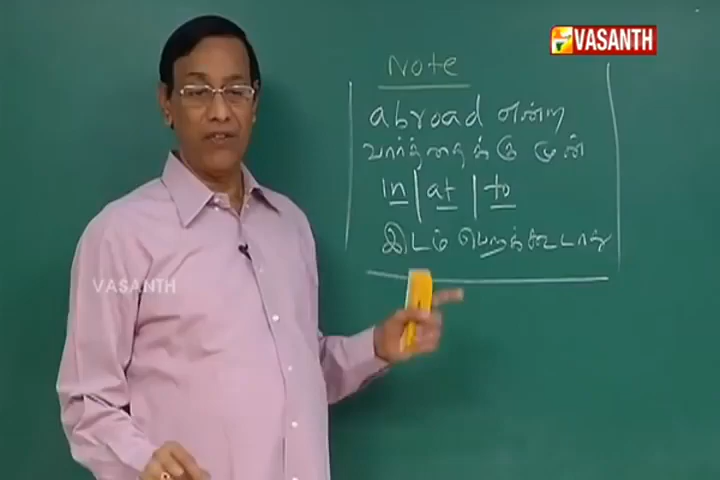 VASANTH
Note
abroad என்ற
வார்த்தைக்கு முன்
in | at | to
இடம் பெறக்கூடாது
VASANTH